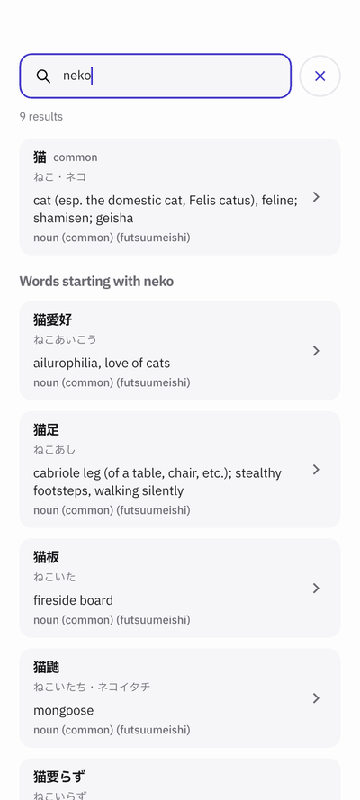 neko
9 results
猫 common
ねこ・ネコ
cat (esp. the domestic cat, Felis catus), feline;
shamisen; geisha
noun (common) (futsuumeishi)
Words starting with neko
猫愛好
ねこあいこう
ailurophilia, love of cats
noun (common) (futsuumeishi)
猫足
ねこあし
cabriole leg (of a table, chair, etc.); stealthy
footsteps, walking silently
noun (common) (futsuumeishi)
猫板
ねこいた
fireside board
noun (common) (futsuumeishi)
猫鼬
ねこいたち・ネコイタチ
mongoose
noun (common) (futsuumeishi)
猫要らず
ねこいらず